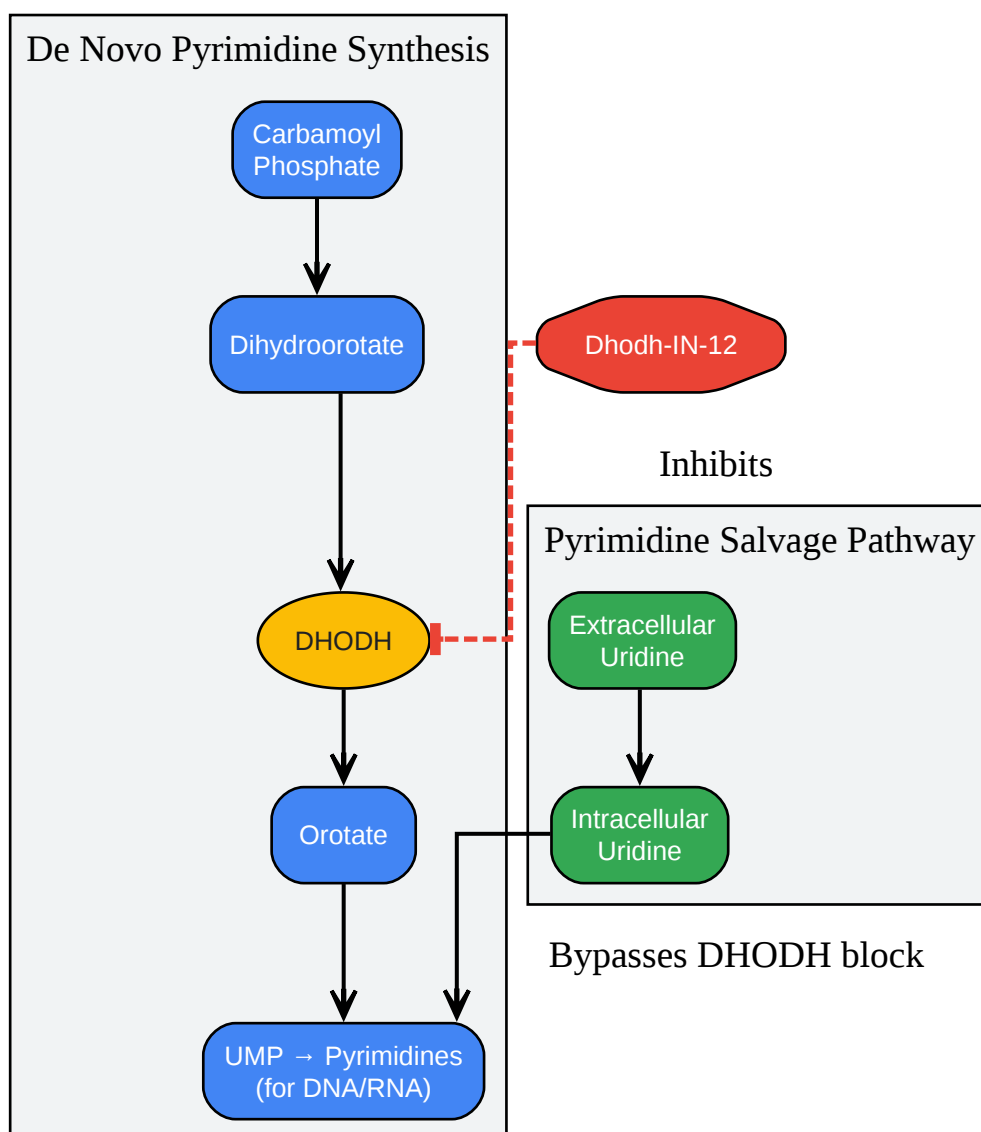 De Novo Pyrimidine Synthesis
Carbamoyl
Phosphate
Dihydroorotate
Dhodh-IN-12
Inhibits
Pyrimidine Salvage Pathway
DHODH
Extracellular
Uridine
Orotate
Intracellular
Uridine
Bypasses DHODH block
UMP → Pyrimidines
(for DNA/RNA)